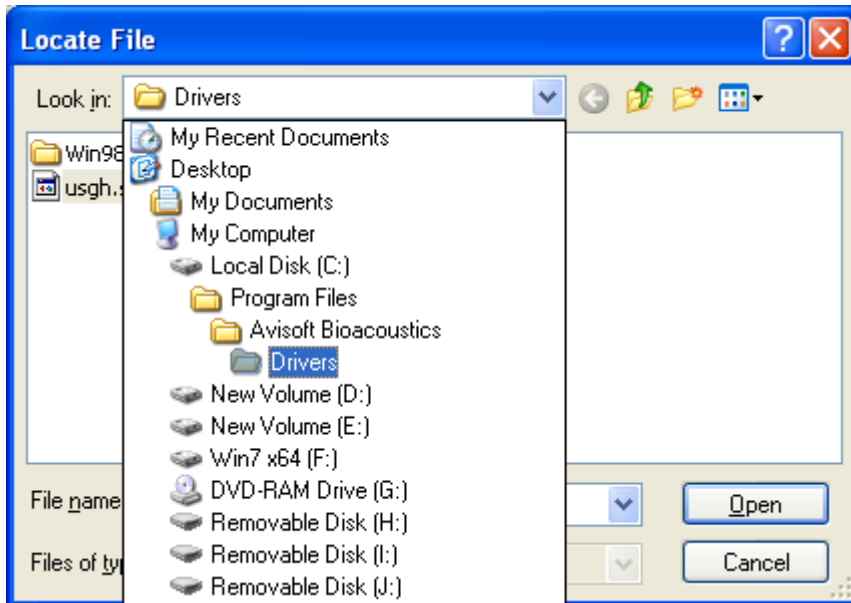 Locate File
Look in: Drivers
My Recent Documents
Win98
Desktop
usgh.s
My Documents
My Computer
Local Disk (C:)
Program Files
Avisoft Bioacoustics
Drivers
New Volume (D:)
New Volume (E:)
Win7 x64 (F:)
DVD-RAM Drive (G:)
File name Open
Removable Disk (H:)
Removable Disk (I:)
Files of ty Cancel
Removable Disk (J:)